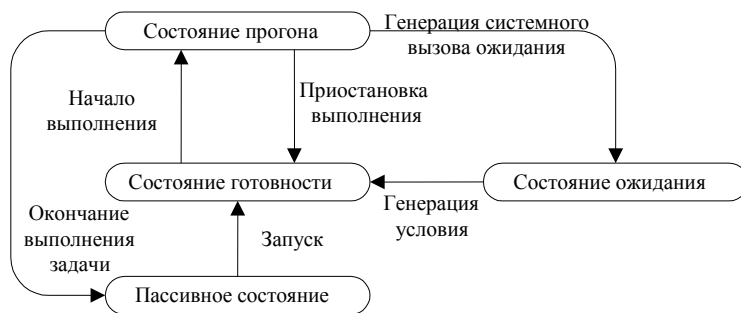 Состояние прогона
Генерация системного
вызова ожидания
Начало
выполнения
Приостановка
выполнения
Состояние готовности
Состояние ожидания
Генерация
условия
Окончание
выполнения
задачи
Запуск
Пассивное состояние